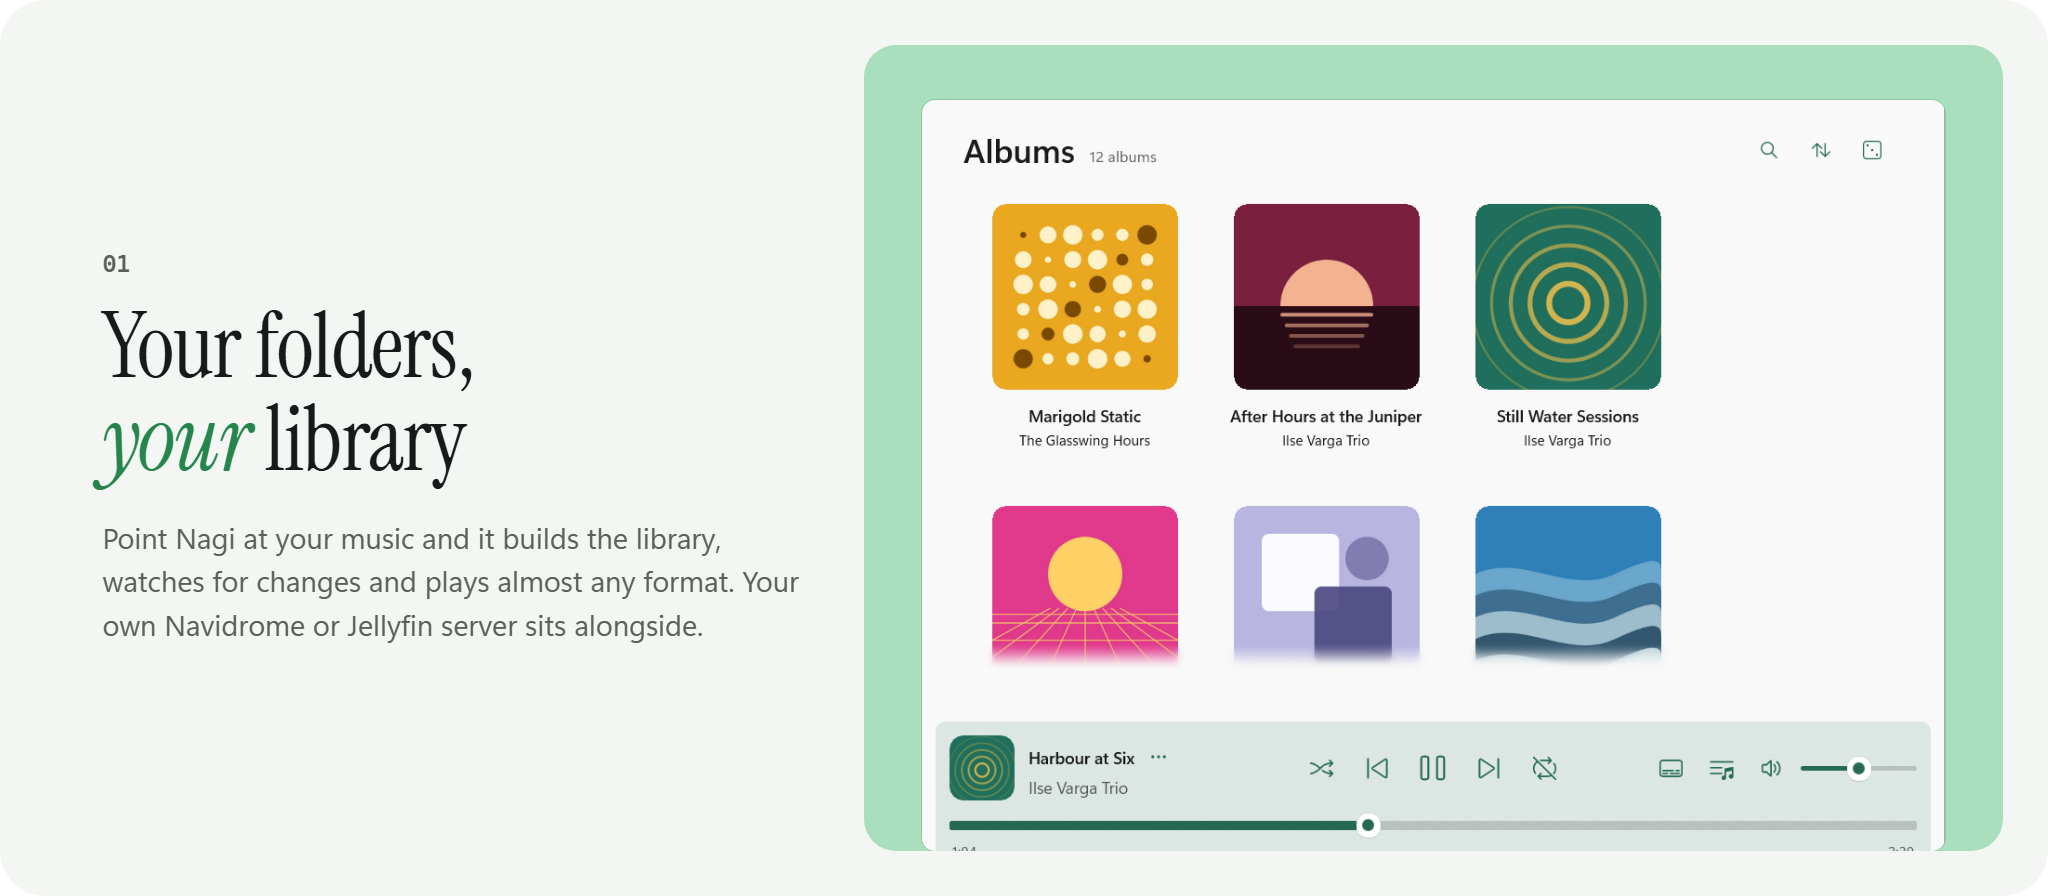 01
Your folders,
your library
Point Nagi at your music and it builds the library,
watches for changes and plays almost any format. Your
own Navidrome or Jellyfin server sits alongside.
Albums 12 albums
Marigold Static
The Glasswing Hours
After Hours at the Juniper
Ilse Varga Trio
Still Water Sessions
Ilse Varga Trio
Harbour at Six
Ilse Varga Trio